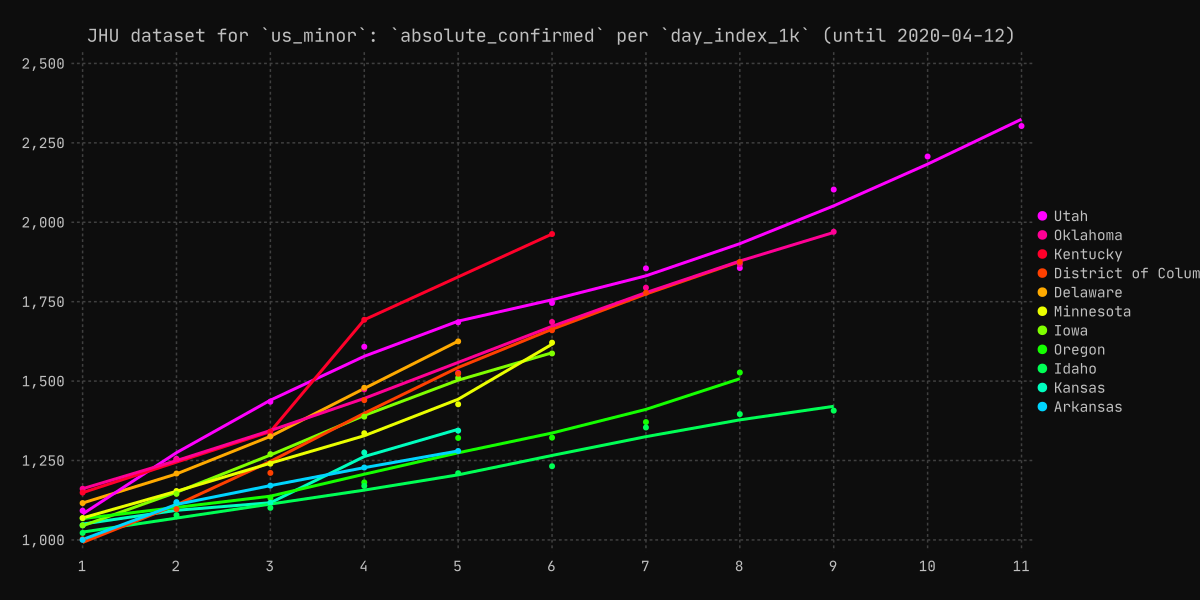 JHU dataset for `us_minor`: `absolute_confirmed` per `day_index_1k` (until 2020-04-12)
2,500
2,250
2,000
1,750
1,500
1,250
1,000
1 2 3 4 5 6 7 8 9 10 11
Utah
Oklahoma
Kentucky
District of Colum
Delaware
Minnesota
Iowa
Oregon
Idaho
Kansas
Arkansas